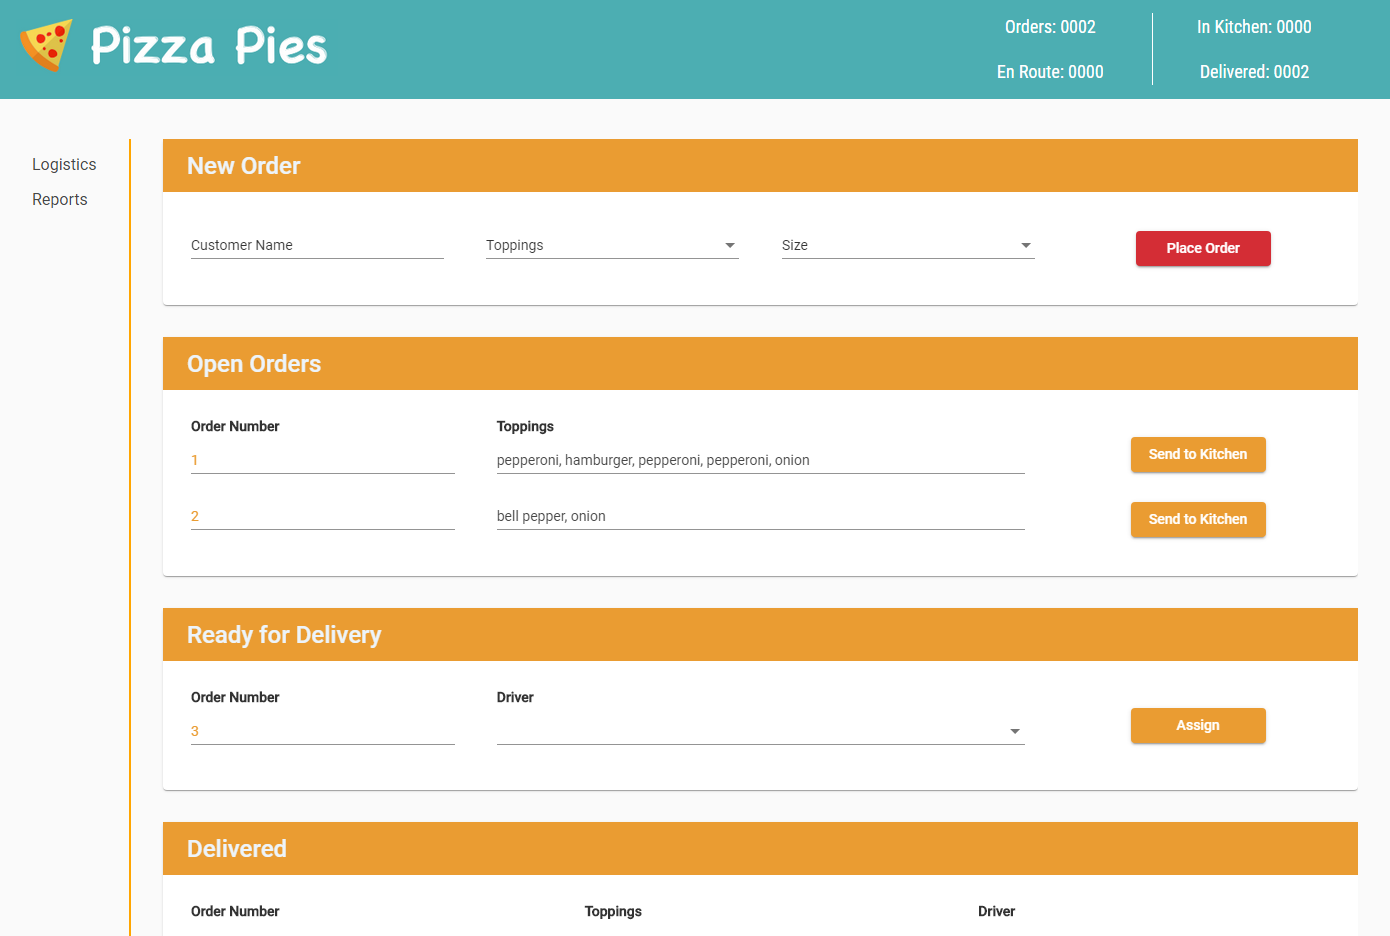 Pizza Pies
Orders: 0002
In Kitchen: 0000
En Route: 0000
Delivered: 0002
Logistics
Reports
New Order
Customer Name
Toppings
Size
Place Order
Open Orders
Order Number
Toppings
1
pepperoni, hamburger, pepperoni, pepperoni, onion
Send to Kitchen
2
bell pepper, onion
Send to Kitchen
Ready for Delivery
Order Number
Driver
3
Assign
Delivered
Order Number
Toppings
Driver